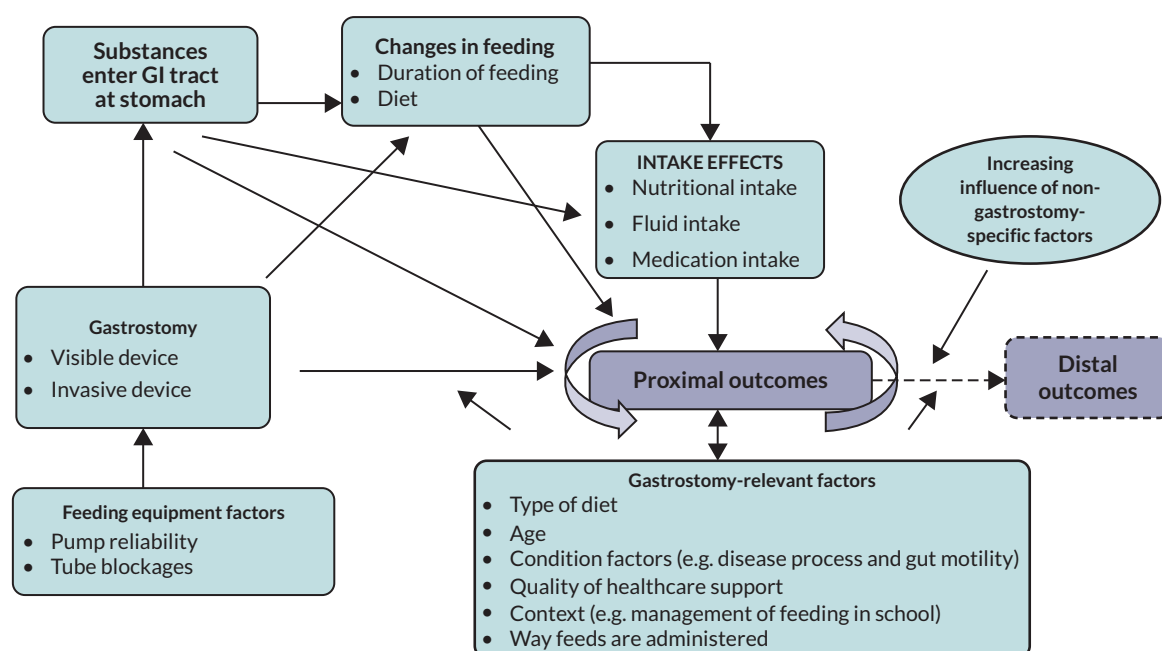 Substances
enter GI tract
at stomach
Changes in feeding
• Duration of feeding
• Diet
INTAKE EFFECTS
• Nutritional intake
• Fluid intake
• Medication intake
Increasing
influence of non-
gastrostomy-
specific factors
Gastrostomy
• Visible device
• Invasive device
Proximal outcomes
Distal
outcomes
Feeding equipment factors
• Pump reliability
• Tube blockages
Gastrostomy-relevant factors
• Type of diet
• Age
• Condition factors (e.g. disease process and gut motility)
• Quality of healthcare support
• Context (e.g. management of feeding in school)
• Way feeds are administered